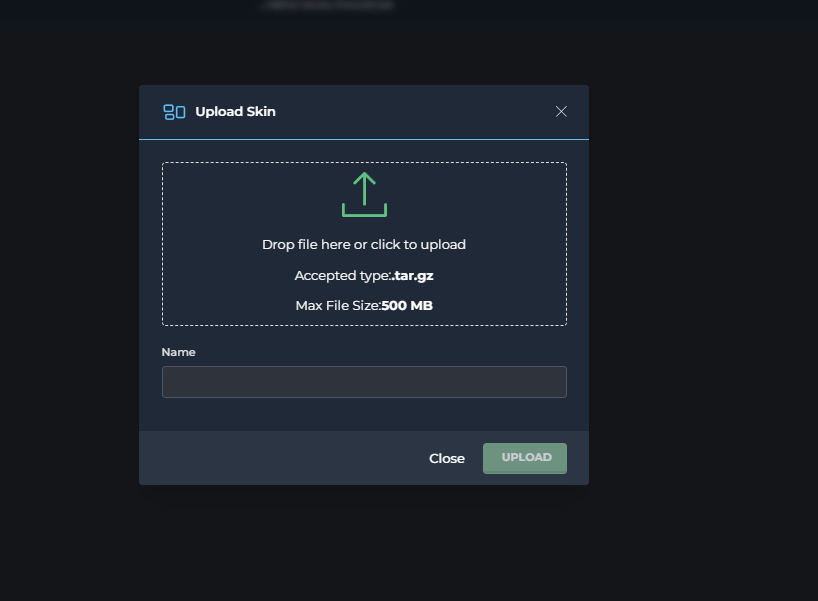 Upload Skin
Drop file here or click to upload
Accepted type:.tar.gz
Max File Size:500 MB
Name
Close
UPLOAD